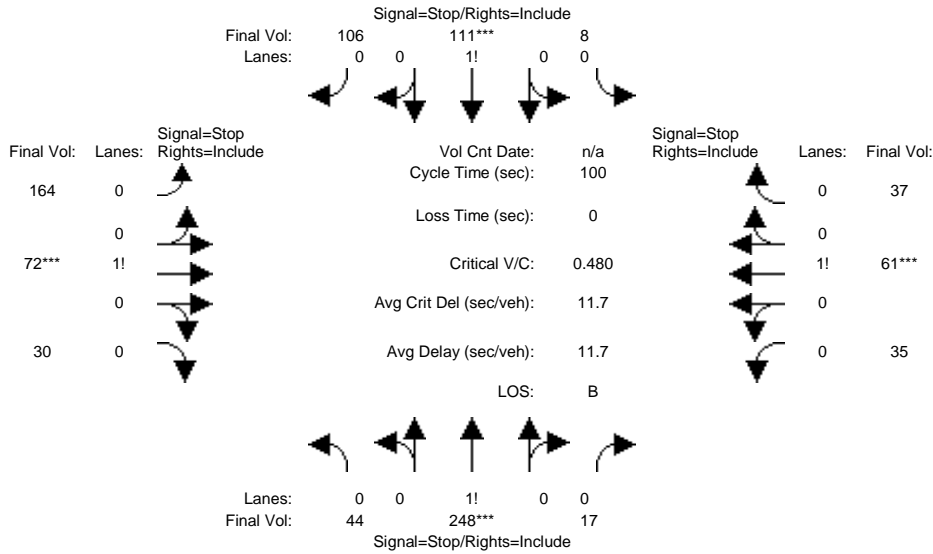 Signal=Stop/Rights=Include
Final Vol: 106 111*** 8
Lanes: 0 0 1! 0 0
Signal=Stop
Final Vol: Lanes: Rights=Include
Vol Cnt Date: n/a
Signal=Stop
Rights=Include Lanes: Final Vol:
Cycle Time (sec): 100
164 0
0 37
Loss Time (sec): 0
0
0
72*** 1!
Critical V/C: 0.480
1! 61***
0
Avg Crit Del (sec/veh): 11.7
0
30 0
Avg Delay (sec/veh): 11.7
0 35
LOS: B
Lanes: 0 0 1! 0 0
Final Vol: 44 248*** 17
Signal=Stop/Rights=Include